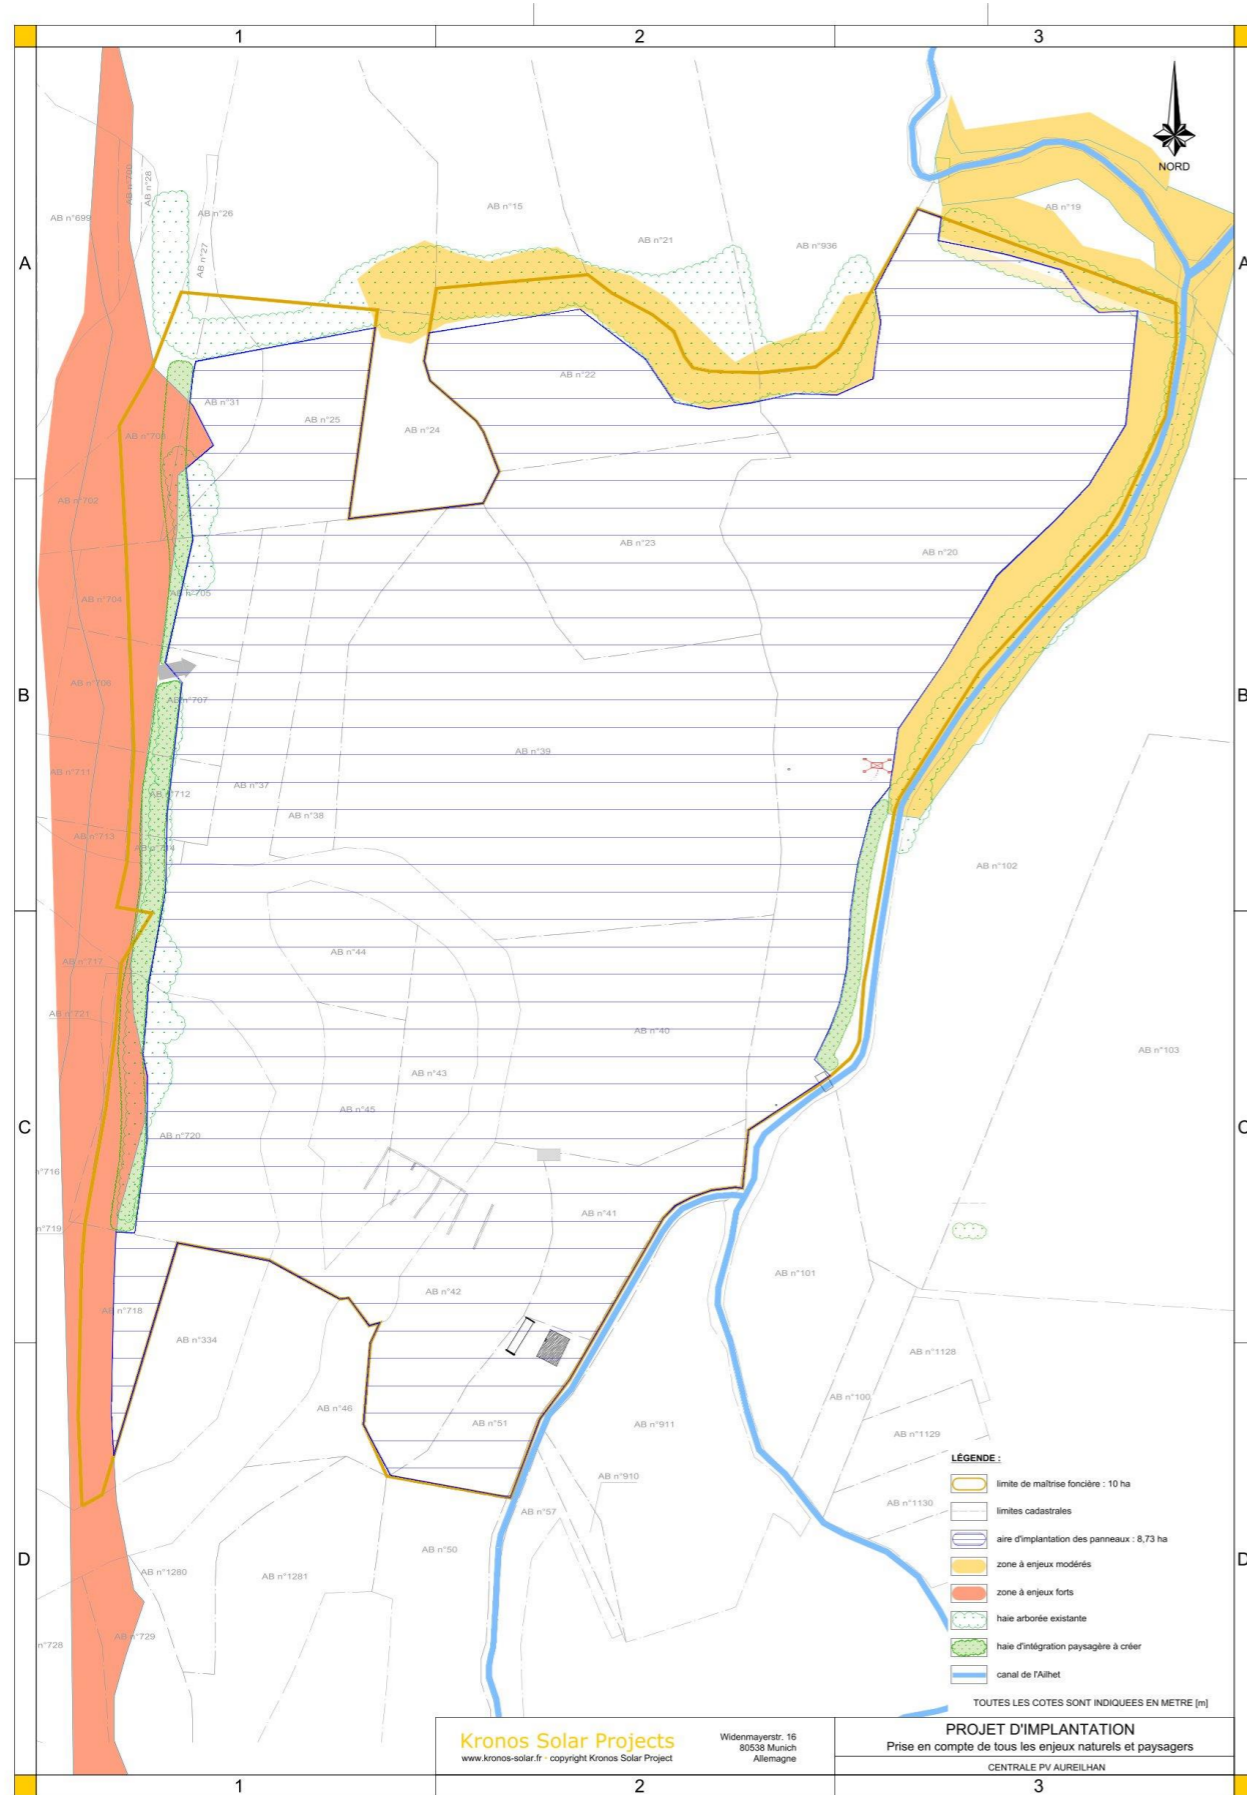 1
2
3
NORD
AB n°15
AB n°28
AB n°26
AB n°699
AB n°19
AB n°21
AB n°936
AB n°27
A
A
AB n°22
AB n°31
AB n°25
AB n°24
AB n°702
AB n°23
AB n°20
AB n°704
AB n°705
AB n°706
AB n°707
B
B
AB n°39
AB n°711
AB n°712
AB n°37
AB n°38
AB n°713
AB n°102
AB n°44
AB n°721
AB n°40
AB n°103
AB n°43
AB n°45
C
C
AB n°720
n°716
AB n°41
n°719
AB n°101
AB n°42
AB n°718
AB n°334
AB n°1128
AB n°100
AB n°46
AB n°51
AB n°911
AB n°1129
LÉGENDE :
limite de maîtrise foncière : 10 ha
AB n°910
AB n°1130
AB n°57
limites cadastrales
aire d'implantation des panneaux : 8,73 ha
AB n°50
D
D
zone à enjeux modérés
AB n°1280
AB n°1281
zone à enjeux forts
haie arborée existante
AB n°729
n°728
haie d'intégration paysagère à créer
canal de l'Ailhet
TOUTES LES COTES SONT INDIQUEES EN METRE [m]
Kronos Solar Projects
www.kronos-solar.fr - copyright Kronos Solar Project
Widenmayerstr. 16
80538 Munich
Allemagne
PROJET D'IMPLANTATION
Prise en compte de tous les enjeux naturels et paysagers
CENTRALE PV AUREILHAN
1
2
3